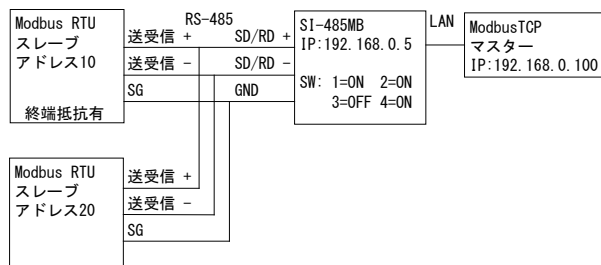 Modbus RTU
スレーブ
アドレス10
終端抵抗有
RS-485
送受信 +
SD/RD +
送受信 -
SD/RD -
SG
GND
SI-485MB
IP:192.168.0.5
SW: 1=ON 2=ON
3=OFF 4=ON
LAN
ModbusTCP
マスター
IP:192.168.0.100
Modbus RTU
スレーブ
アドレス20
送受信 +
送受信 -
SG